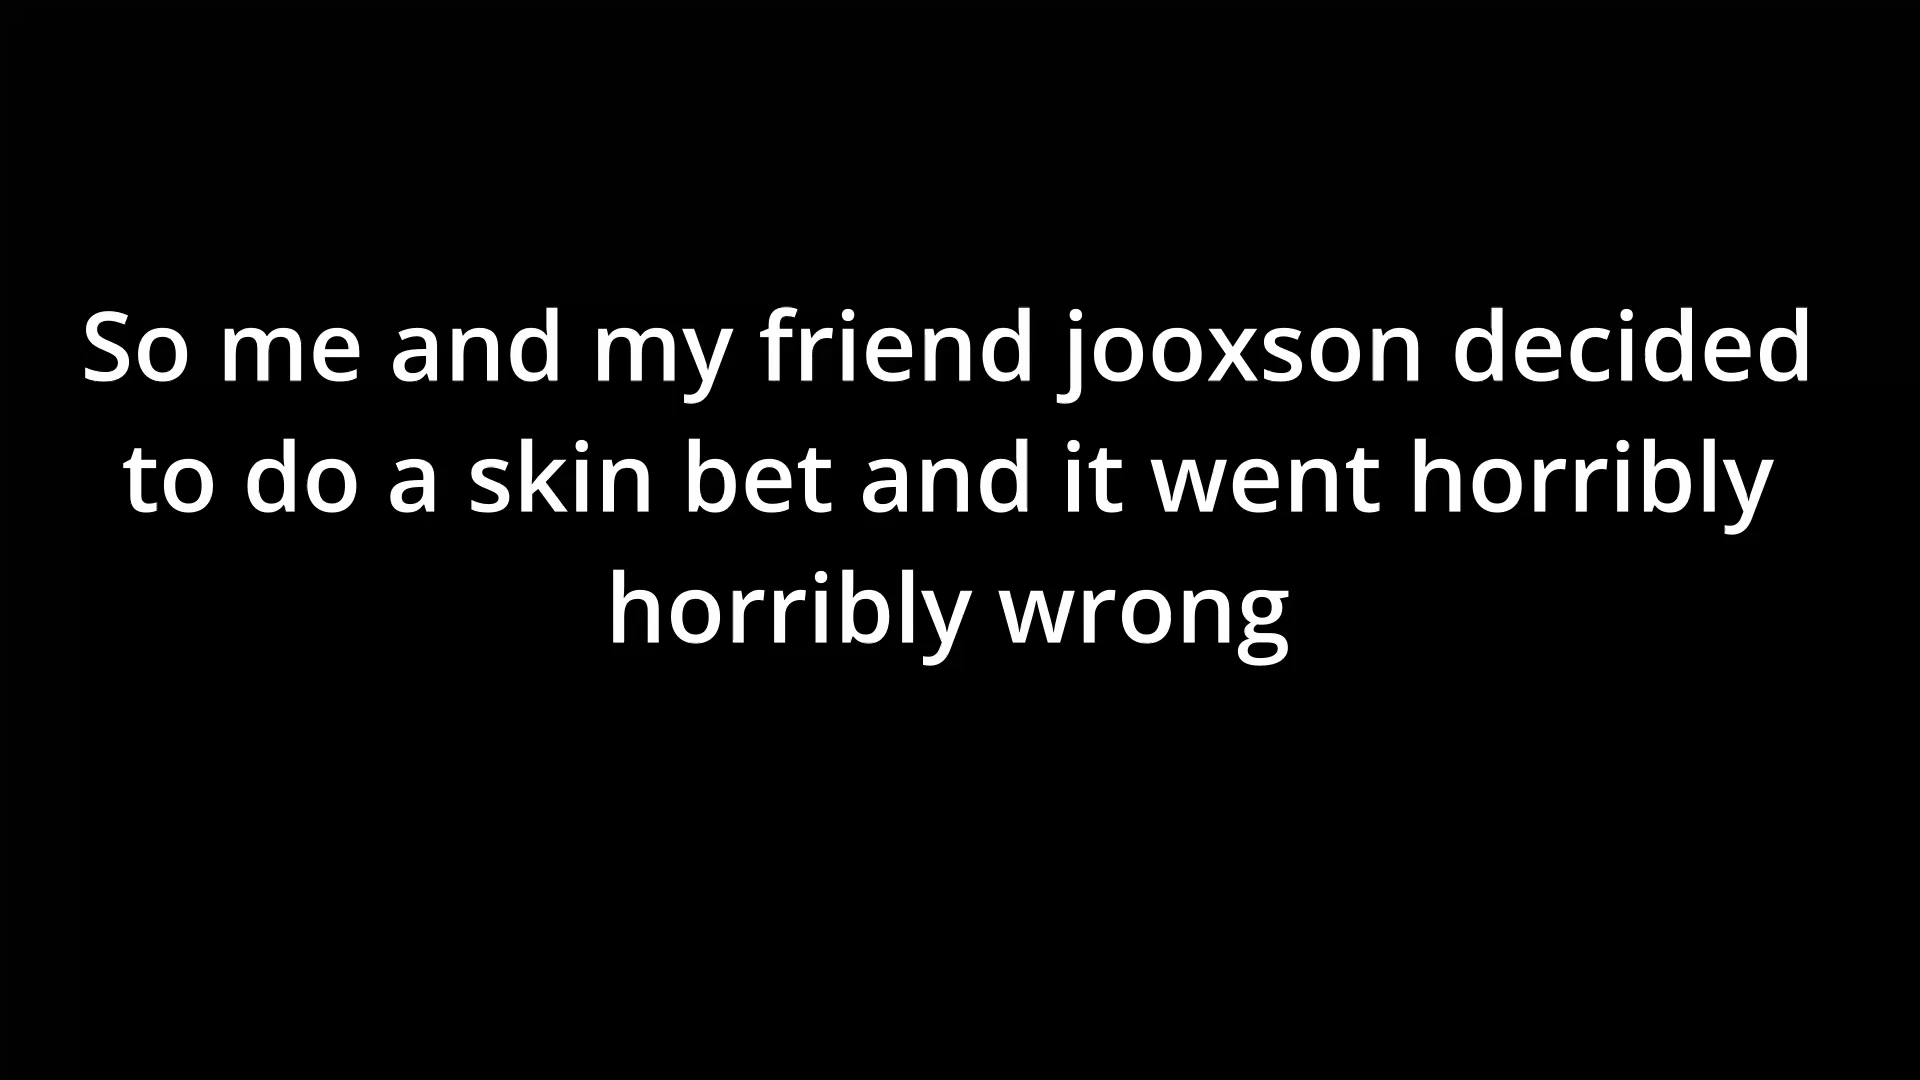 So me and my friend jooxson decided
to do a skin bet and it went horribly
horribly wrong